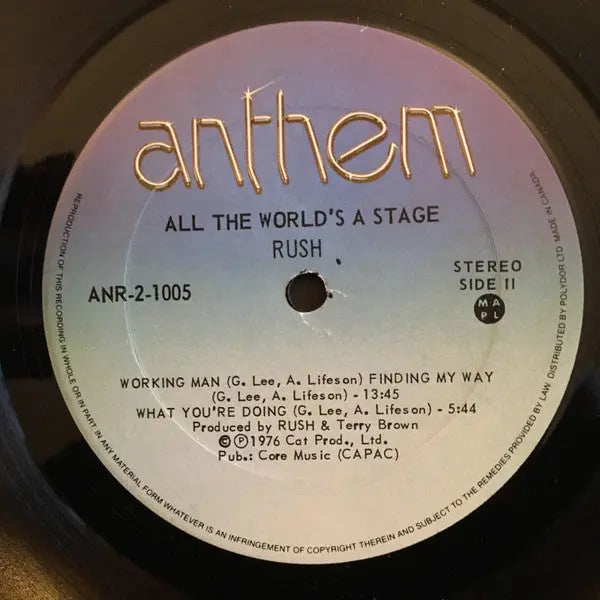 anthem
ALL THE WORLD'S A STAGE
RUSH
STEREO
ANR-2-1005
SIDE II
MA
PL
WORKING MAN (G. Lee, A. Lifeson) FINDING MY WAY
(G. Lee, A. Lifeson) - 13:45
WHAT YOU'RE DOING (G. Lee, A. Lifeson) - 5:44
Produced by RUSH & Terry Brown
©℗1976 Cat Prod., Ltd.
Pub.: Core Music (CAPAC)
REPRODUCTION OF THIS RECORDING IN WHOLE OR IN PART, IN ANY MATERIAL FORM WHATEVER IS AN INFRINGEMENT OF COPYRIGHT THEREIN AND SUBJECT TO THE REMEDIES PROVIDED BY LAW. DISTRIBUTED BY POLYDOR LTD. MADE IN CANADA